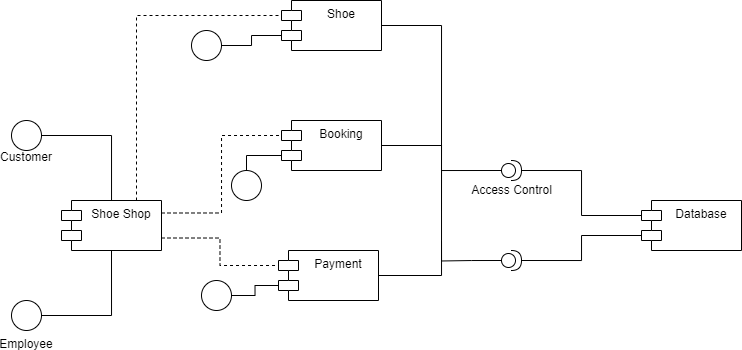 Shoe
Booking
Customer
Access Control
Shoe Shop
Database
Payment
Employee